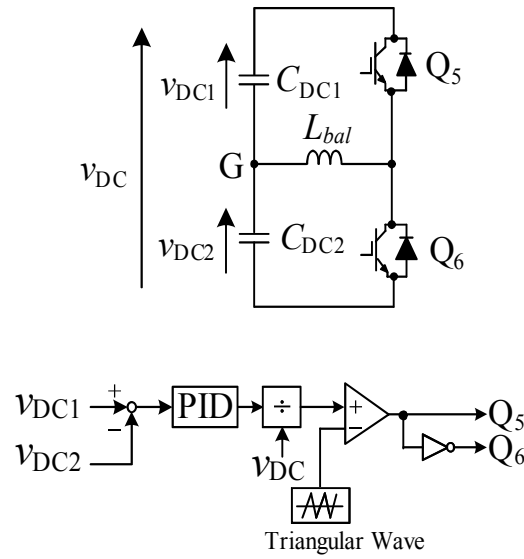 v_DC1
C_DC1
Q_5
L_bal
v_DC
G
v_DC2
C_DC2
Q_6
v_DC1
+
−
PID
÷
+
−
Q_5
Q_6
v_DC2
v_DC
Triangular Wave